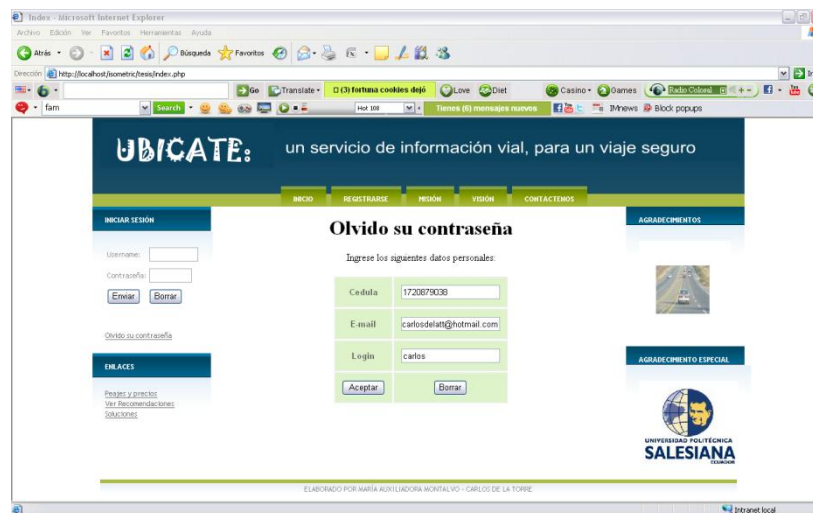 Index - Microsoft Internet Explorer
Archivo Edición Ver Favoritos Herramientas Ayuda
Atrás Búsqueda Favoritos
Dirección http://localhost/isometric/tesis/index.php Ir
Go Translate (3) fortuna cookies dejó Love Diet Casino Games Radio Colosal
fam Search Hot 100 Tienes (6) mensajes nuevos IMnews Block popups
UBICATE: un servicio de información vial, para un viaje seguro
INICIO REGISTRARSE MISIÓN VISIÓN CONTACTENOS
INICIAR SESIÓN
Username:
Contraseña:
Enviar Borrar
Olvido su contraseña
ENLACES
Peajes y precios
Ver Recomendaciones
Soluciones
Olvido su contraseña
Ingrese los siguientes datos personales:
Cedula 1720879038
E-mail carlosdelatt@hotmail.com
Login carlos
Aceptar Borrar
AGRADECIMIENTOS
AGRADECIMIENTO ESPECIAL
UNIVERSIDAD POLITÉCNICA
SALESIANA
ECUADOR
ELABORADO POR MARÍA AUXILIADORA MONTALVO - CARLOS DE LA TORRE
Intranet local